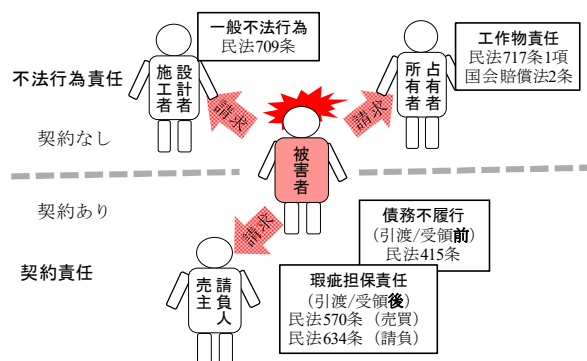 一般不法行為
民法709条
工作物責任
民法717条1項
国会賠償法2条
不法行為責任
設計者
施工者
占有者
所有者
請求
請求
契約なし
被害者
契約あり
請求
債務不履行
(引渡/受領前)
民法415条
契約責任
請負人
売主
瑕疵担保責任
(引渡/受領後)
民法570条（売買）
民法634条（請負）